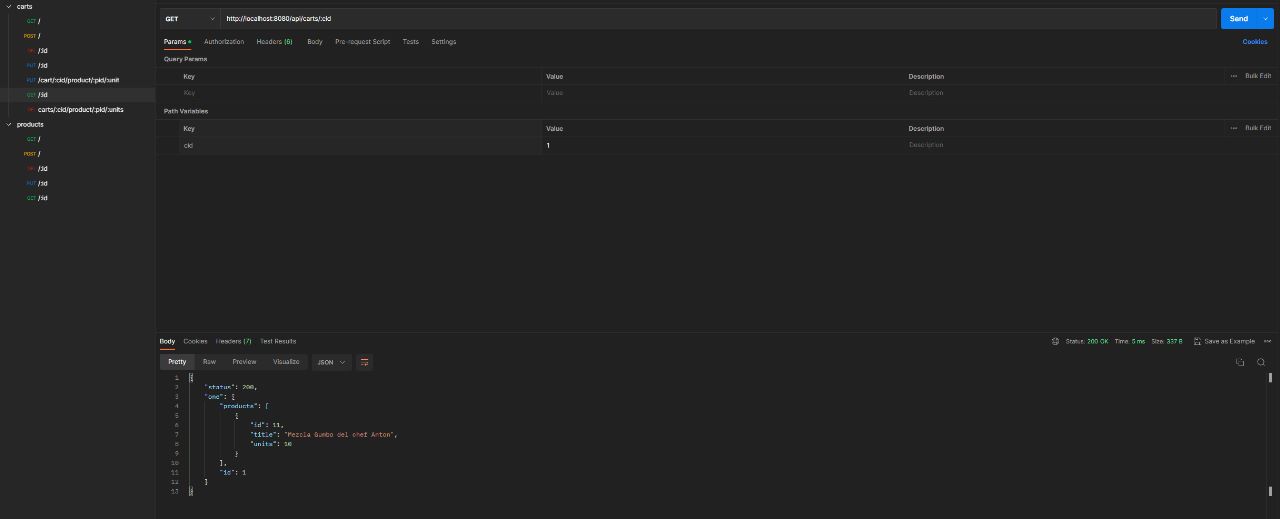 carts
GET /
POST /
DEL /:id
PUT /:id
PUT /cart/:cid/product/:pid/:unit
GET /:id
DEL carts/:cid/product/:pid/:units
products
GET /
POST /
DEL /:id
PUT /:id
GET /:id
GET http://localhost:8080/api/carts/:cid Send
Params Authorization Headers (6) Body Pre-request Script Tests Settings Cookies
Query Params
Key Value Description ••• Bulk Edit
Key Value Description
Path Variables
Key Value Description ••• Bulk Edit
cid 1 Description
Body Cookies Headers (7) Test Results Status: 200 OK Time: 5 ms Size: 337 B Save as Example •••
Pretty Raw Preview Visualize JSON
1 {
2 "status": 200,
3 "one": {
4 "products": [
5 {
6 "id": 11,
7 "title": "Mezcla Gumbo del chef Anton",
8 "units": 10
9 }
10 ],
11 "id": 1
12 }
13 }